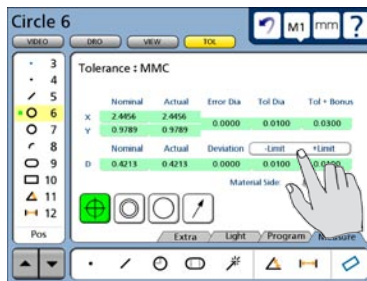 Circle 6
M1 mm ?
VIDEO DRO VIEW TOL
3
4
5
6
7
8
9
10
11
12
Pos
Tolerance : MMC
Nominal Actual Error Dia Tol Dia Tol + Bonus
X 2.4456 2.4456 0.0000 0.0100 0.0300
Y 0.9789 0.9789
Nominal Actual Deviation -Limit +Limit
D 0.4213 0.4213 0.0000 0.0100 0.0100
Material Side:
Extra Light Program Measure